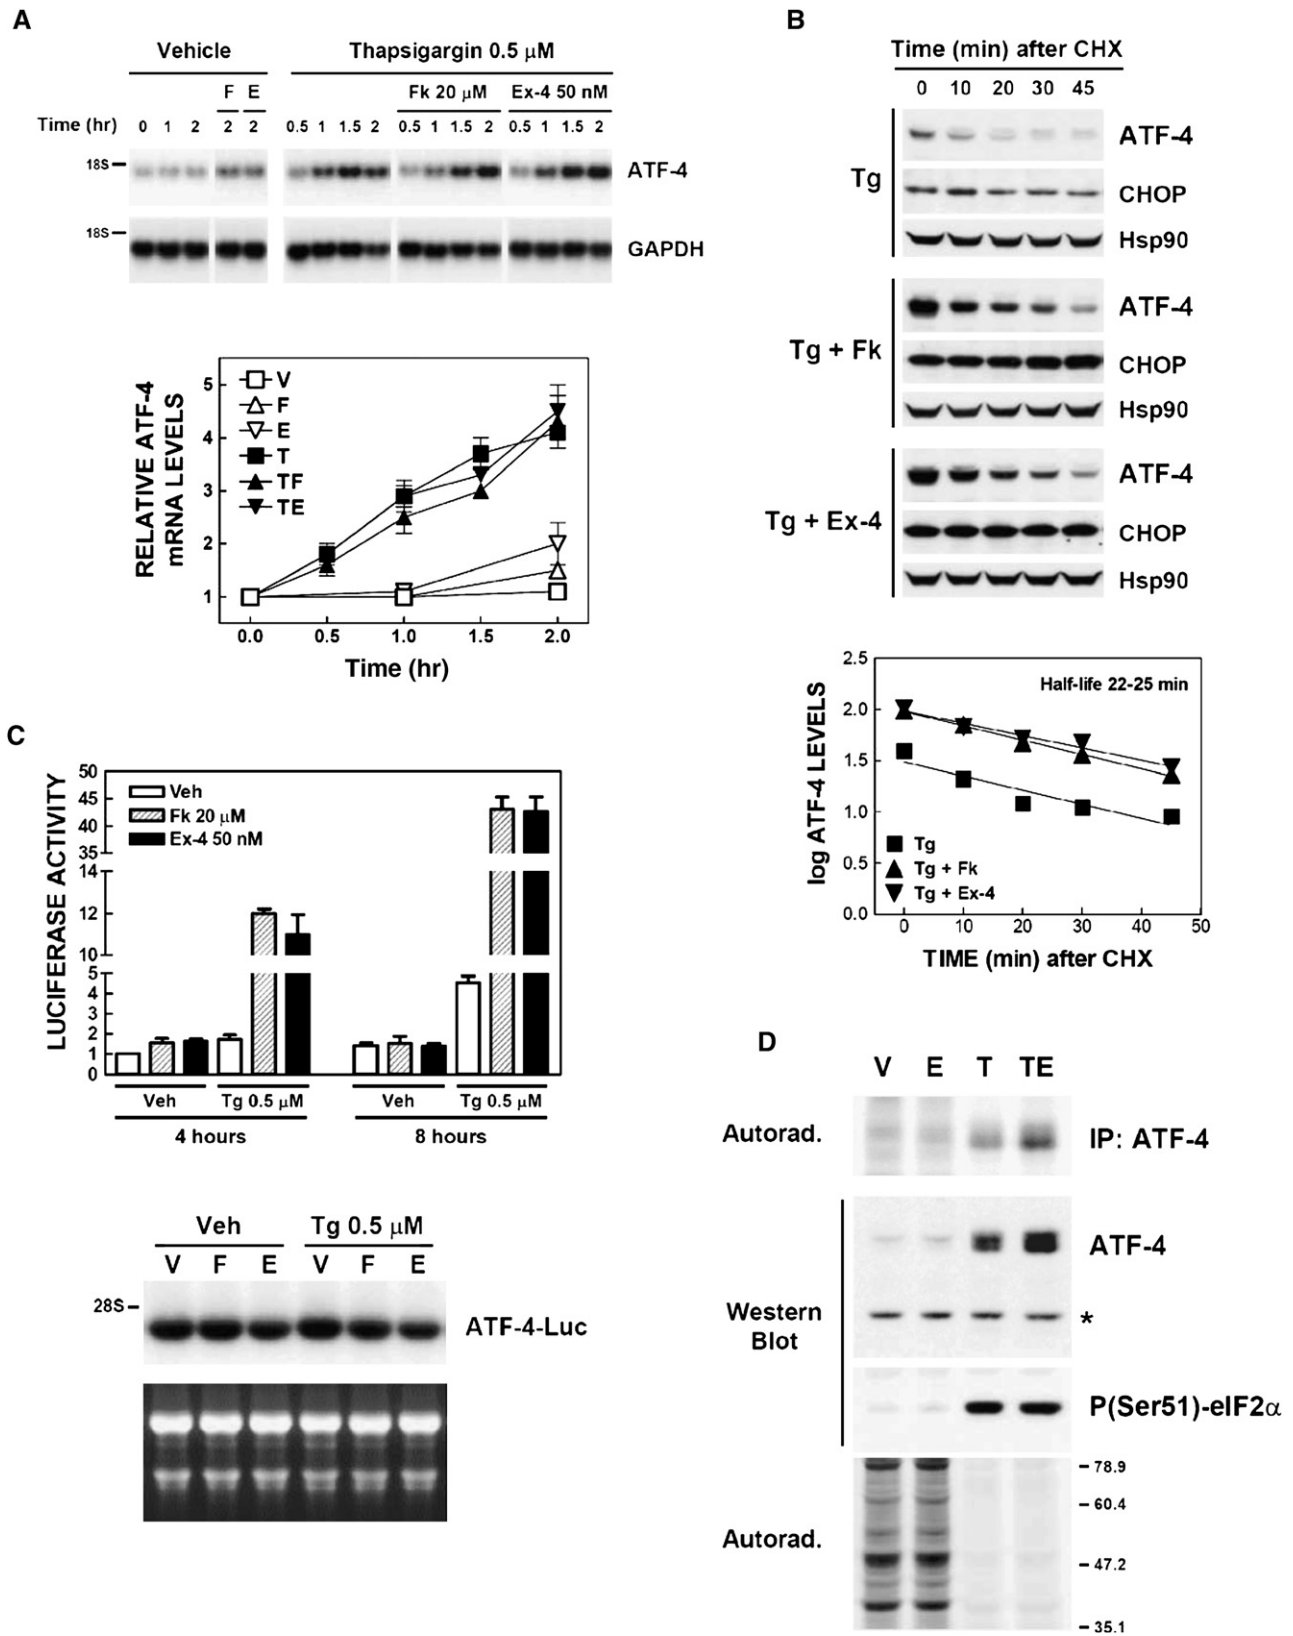 A
Vehicle
Thapsigargin 0.5 μM
F E
Fk 20 μM
Ex-4 50 nM
Time (hr) 0 1 2 2 2 0.5 1 1.5 2 0.5 1 1.5 2 0.5 1 1.5 2
18S
ATF-4
18S
GAPDH
RELATIVE ATF-4
mRNA LEVELS
5
4
3
2
1
V
F
E
T
TF
TE
0.0 0.5 1.0 1.5 2.0
Time (hr)
B
Time (min) after CHX
0 10 20 30 45
Tg
ATF-4
CHOP
Hsp90
Tg + Fk
ATF-4
CHOP
Hsp90
Tg + Ex-4
ATF-4
CHOP
Hsp90
log ATF-4 LEVELS
2.5
2.0
1.5
1.0
0.5
0.0
Half-life 22-25 min
Tg
Tg + Fk
Tg + Ex-4
0 10 20 30 40 50
TIME (min) after CHX
C
LUCIFERASE ACTIVITY
50
45
40
35
14
12
10
5
4
3
2
1
0
Veh
Fk 20 μM
Ex-4 50 nM
Veh Tg 0.5 μM Veh Tg 0.5 μM
4 hours 8 hours
Veh Tg 0.5 μM
V F E V F E
28S
ATF-4-Luc
D
V E T TE
Autorad.
IP: ATF-4
Western
Blot
ATF-4
*
P(Ser51)-eIF2α
Autorad.
78.9
60.4
47.2
35.1